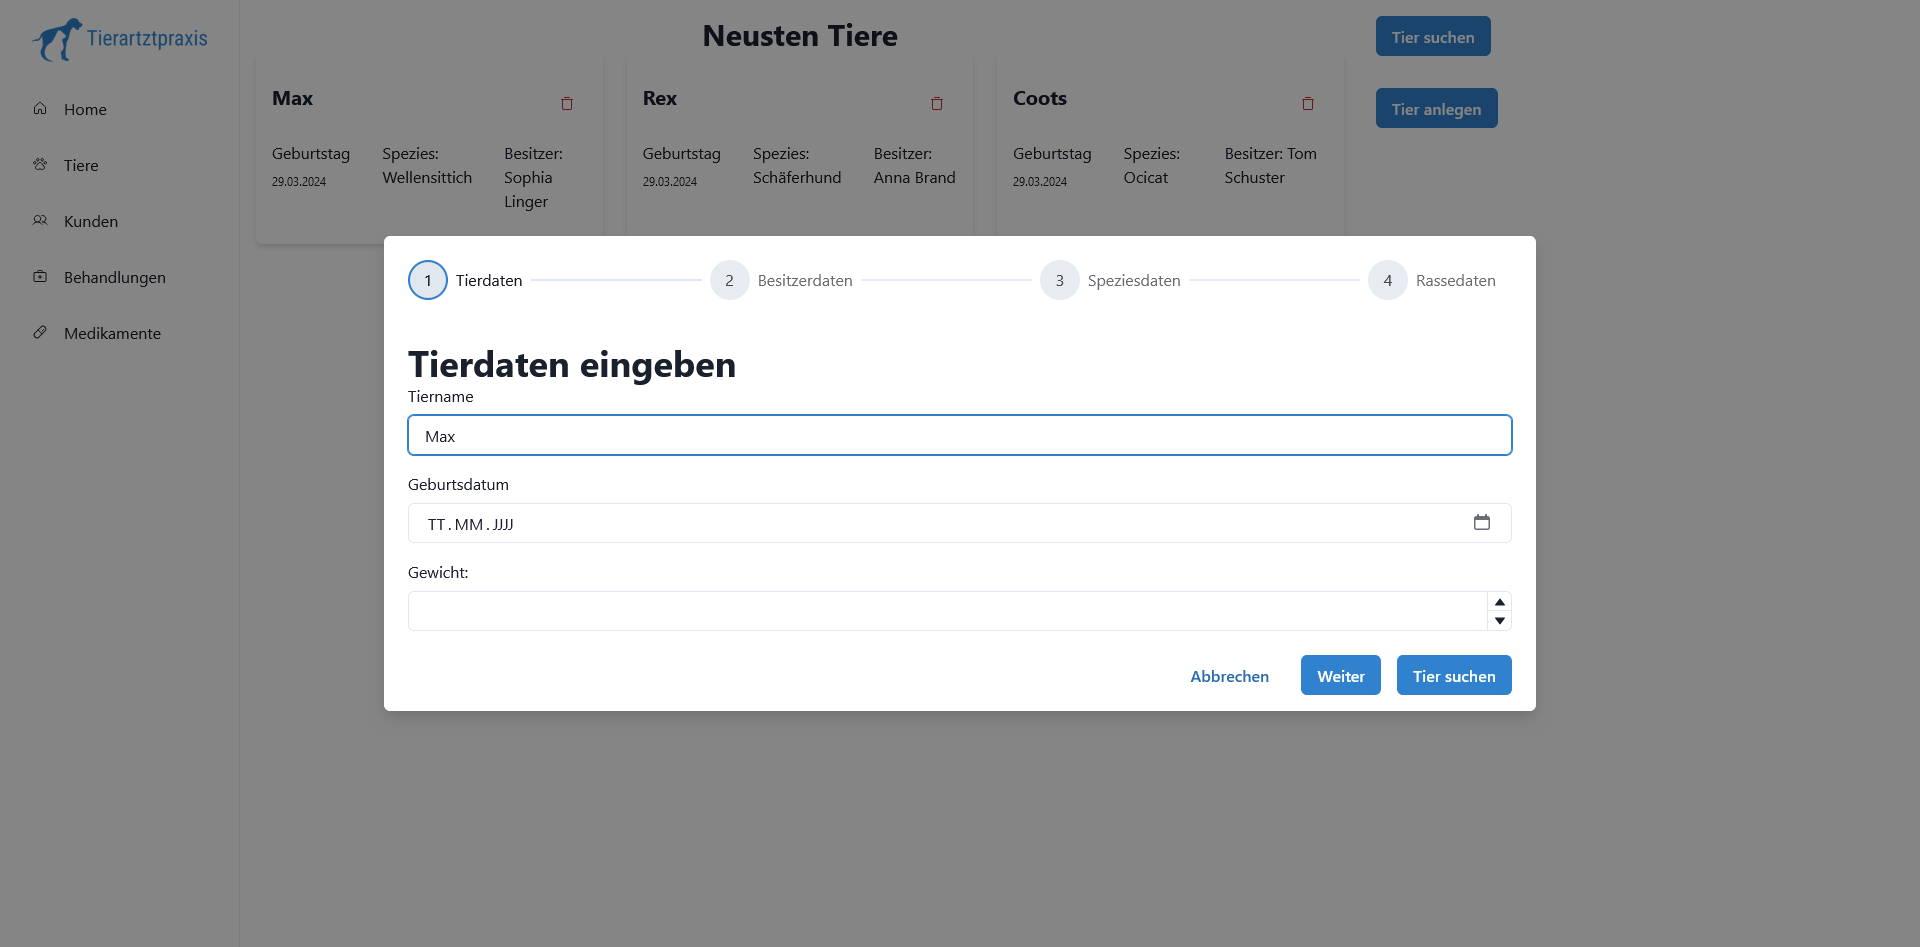 Tierartztpraxis
Home
Tiere
Kunden
Behandlungen
Medikamente
Neusten Tiere
Tier suchen
Tier anlegen
Max
Geburtstag
29.03.2024
Spezies:
Wellensittich
Besitzer:
Sophia
Linger
Rex
Geburtstag
29.03.2024
Spezies:
Schäferhund
Besitzer:
Anna Brand
Coots
Geburtstag
29.03.2024
Spezies:
Ocicat
Besitzer: Tom
Schuster
1 Tierdaten 2 Besitzerdaten 3 Speziesdaten 4 Rassedaten
Tierdaten eingeben
Tiername
Max
Geburtsdatum
TT.MM.JJJJ
Gewicht:
Abbrechen Weiter Tier suchen